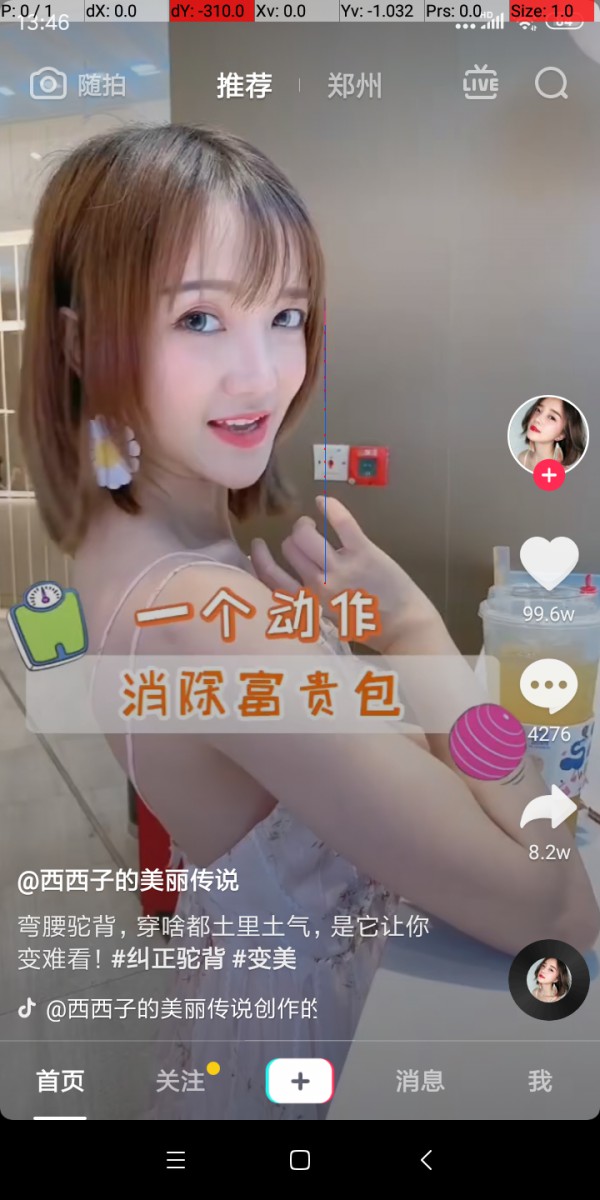 P: 0 / 1 dX: 0.0 dY: -310.0 Xv: 0.0 Yv: -1.032 Prs: 0.0 Size: 1.0
13:46 HD 64
随拍 推荐 郑州 LIVE
一个动作
消除富贵包
99.6w
4276
8.2w
@西西子的美丽传说
弯腰驼背，穿啥都土里土气，是它让你
变难看！#纠正驼背 #变美
@西西子的美丽传说创作的
首页 关注 消息 我